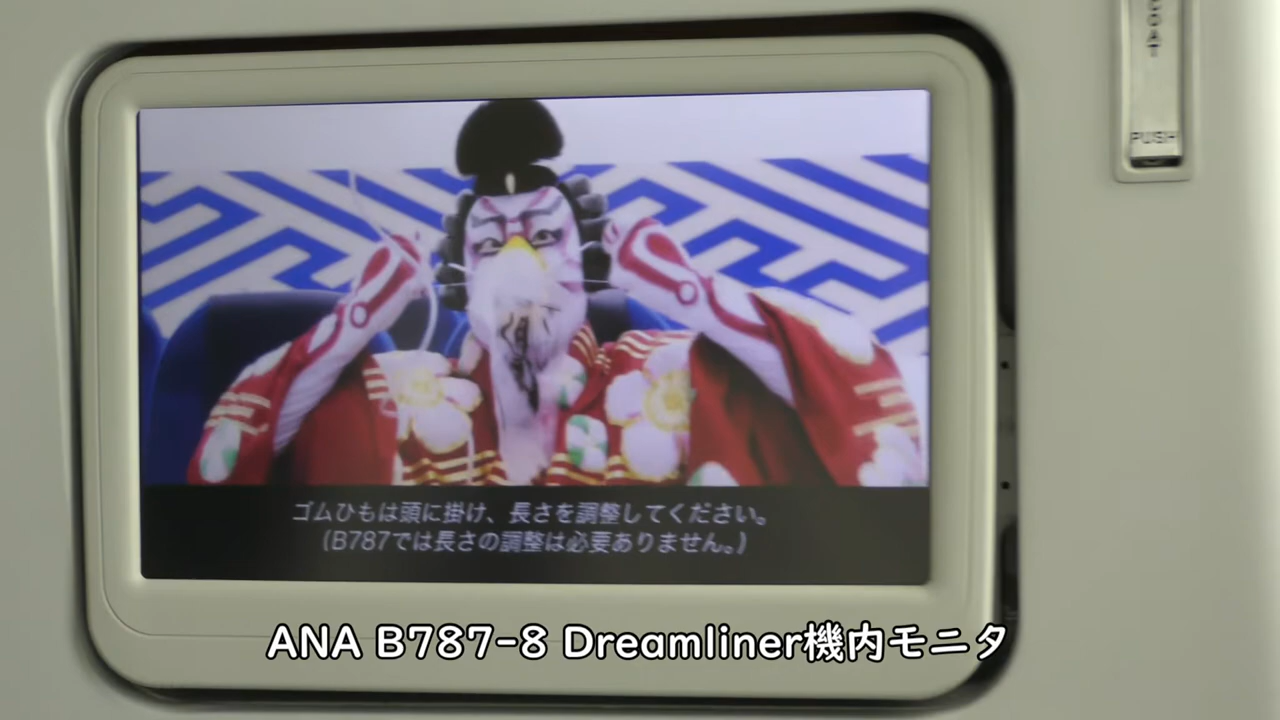 COAT
PUSH
ゴムひもは頭に掛け、長さを調整してください。
(B787では長さの調整は必要ありません。)
ANA B787-8 Dreamliner機内モニタ